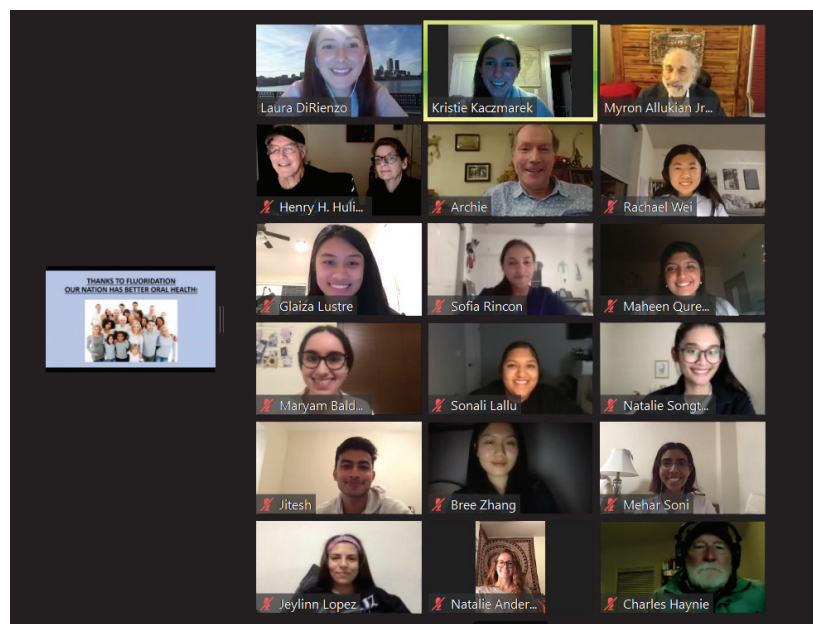 Laura DiRienzo
Kristie Kaczmarek
Myron Allukian Jr...
Henry H. Huli...
Archie
Rachael Wei
THANKS TO FLUORIDATION
OUR NATION HAS BETTER ORAL HEALTH!
Glaiza Lustre
Sofia Rincon
Maheen Qure...
Maryam Bald...
Sonali Lallu
Natalie Songt...
Jitesh
Bree Zhang
Mehar Soni
Jeylinn Lopez
Natalie Ander...
Charles Haynie